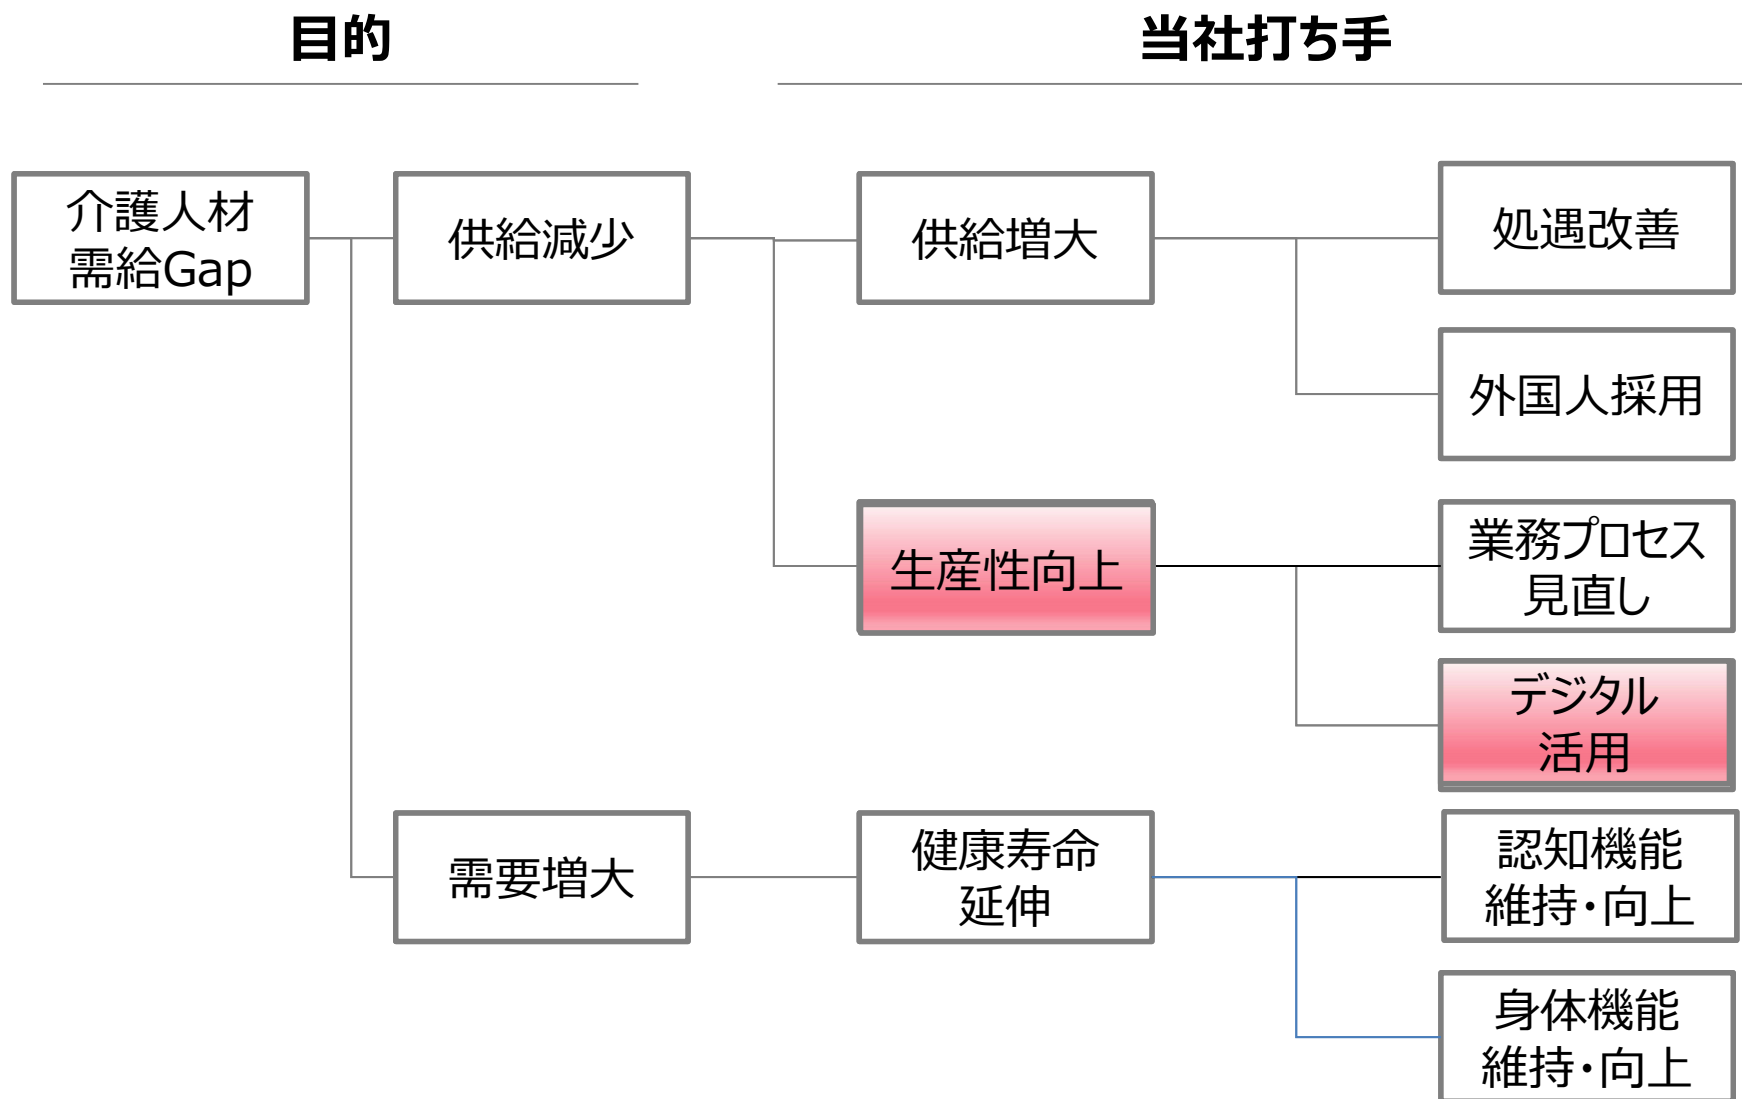 目的
当社打ち手
介護人材
需給Gap
供給減少
供給増大
処遇改善
外国人採用
生産性向上
業務プロセス
見直し
デジタル
活用
需要増大
健康寿命
延伸
認知機能
維持・向上
身体機能
維持・向上